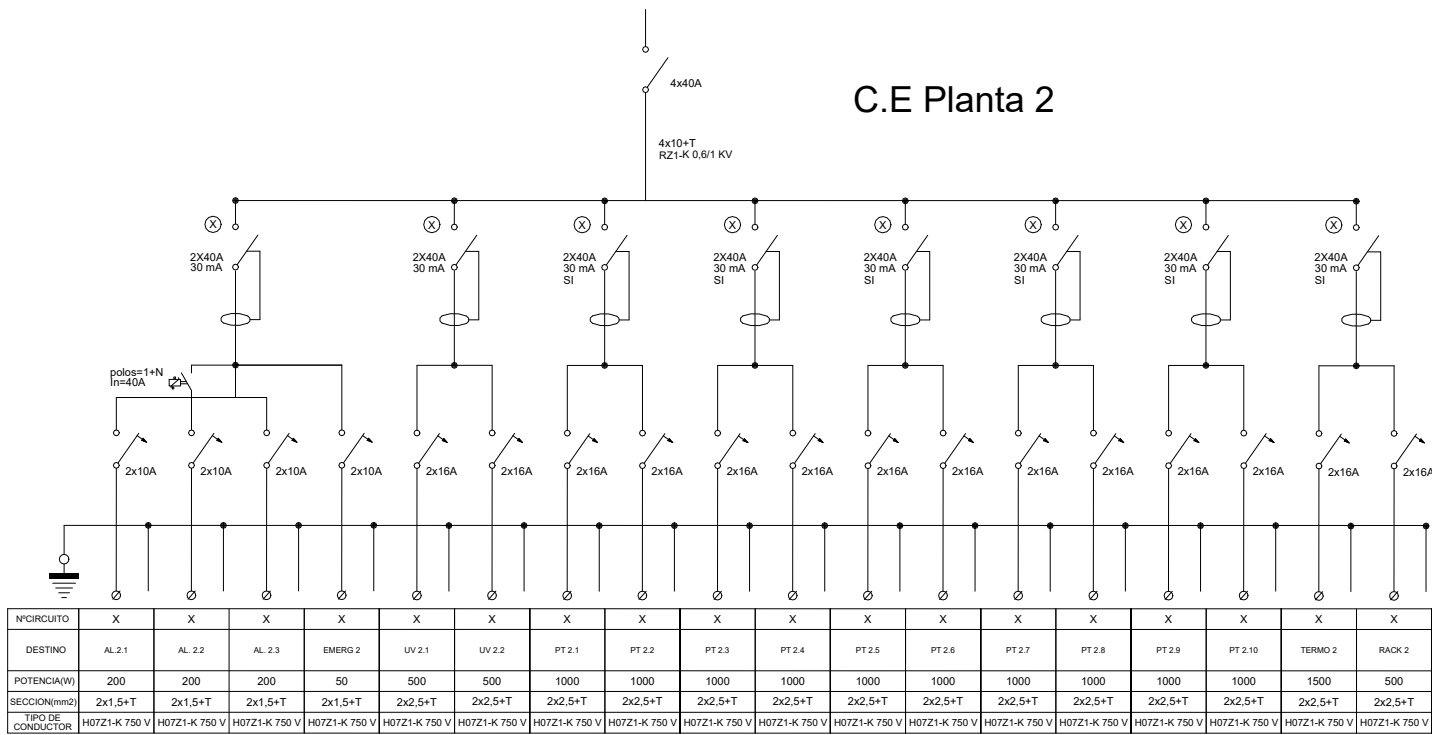 4x40A
C.E Planta 2
4x10+T
RZ1-K 0,6/1 KV
X X X X X X X X
2X40A 2X40A 2X40A 2X40A 2X40A 2X40A 2X40A 2X40A
30 mA 30 mA 30 mA 30 mA 30 mA 30 mA 30 mA 30 mA
SI SI SI SI SI SI
polos=1+N
In=40A
2x10A 2x10A 2x10A 2x10A 2x16A 2x16A 2x16A 2x16A 2x16A 2x16A 2x16A 2x16A 2x16A 2x16A 2x16A 2x16A 2x16A 2x16A
NºCIRCUITO X X X X X X X X X X X X X X X X X X
DESTINO AL.2.1 AL. 2.2 AL. 2.3 EMERG 2 UV 2.1 UV 2.2 PT 2.1 PT 2.2 PT 2.3 PT 2.4 PT 2.5 PT 2.6 PT 2.7 PT 2.8 PT 2.9 PT 2.10 TERMO 2 RACK 2
POTENCIA(W) 200 200 200 50 500 500 1000 1000 1000 1000 1000 1000 1000 1000 1000 1000 1500 500
SECCION(mm2) 2x1,5+T 2x1,5+T 2x1,5+T 2x1,5+T 2x2,5+T 2x2,5+T 2x2,5+T 2x2,5+T 2x2,5+T 2x2,5+T 2x2,5+T 2x2,5+T 2x2,5+T 2x2,5+T 2x2,5+T 2x2,5+T 2x2,5+T 2x2,5+T
TIPO DE
CONDUCTOR H07Z1-K 750 V H07Z1-K 750 V H07Z1-K 750 V H07Z1-K 750 V H07Z1-K 750 V H07Z1-K 750 V H07Z1-K 750 V H07Z1-K 750 V H07Z1-K 750 V H07Z1-K 750 V H07Z1-K 750 V H07Z1-K 750 V H07Z1-K 750 V H07Z1-K 750 V H07Z1-K 750 V H07Z1-K 750 V H07Z1-K 750 V H07Z1-K 750 V